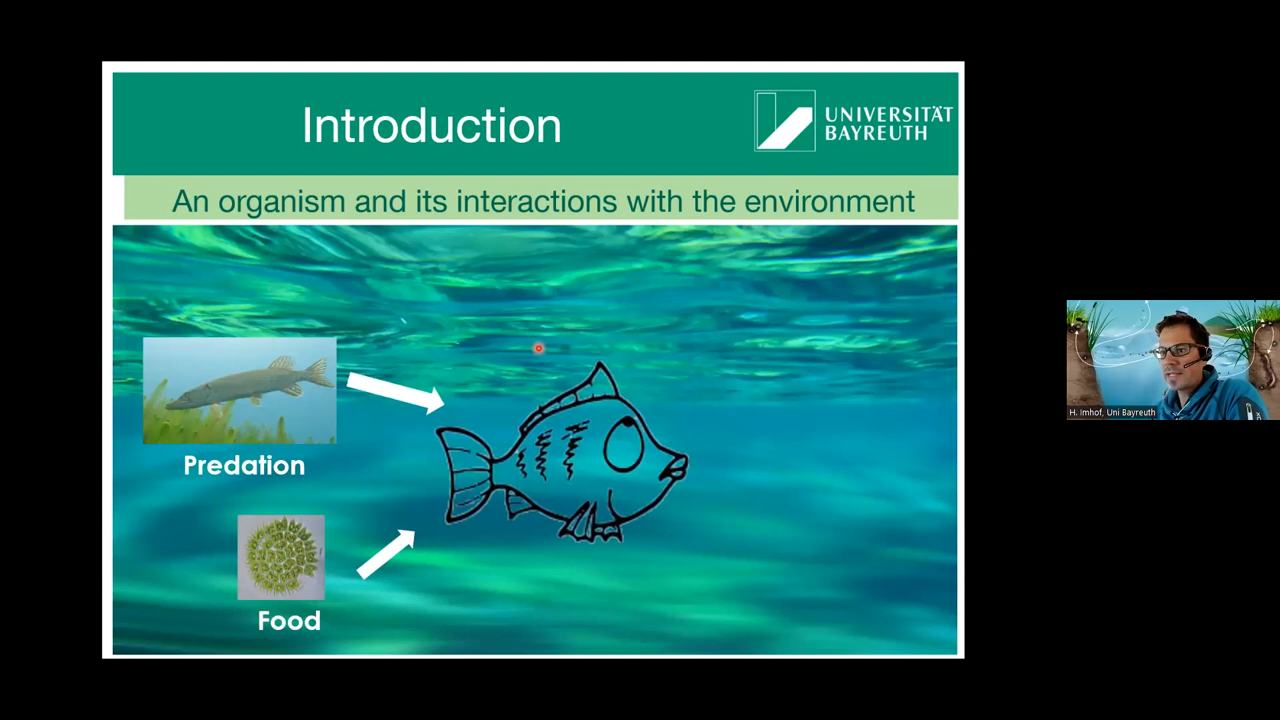 Introduction
UNIVERSITÄT
BAYREUTH
An organism and its interactions with the environment
Predation
Food
H. Imhof, Uni Bayreuth